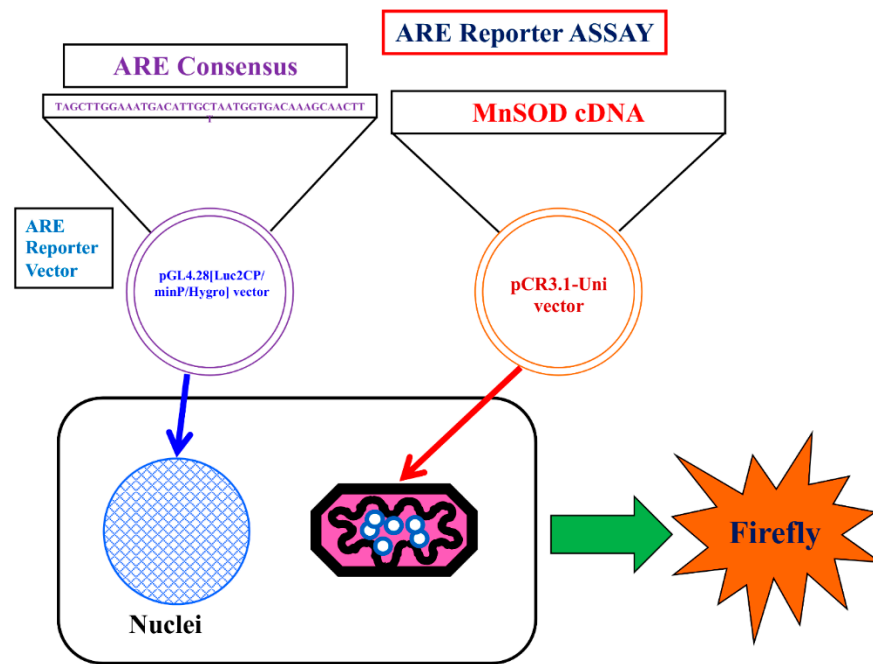 ARE Reporter ASSAY
ARE Consensus
TAGCTTGGAAATGACATTGCTAATGGTGACAAAGCAACTT
T
MnSOD cDNA
ARE
Reporter
Vector
pGL4.28[Luc2CP/
minP/Hygro] vector
pCR3.1-Uni
vector
Nuclei
Firefly